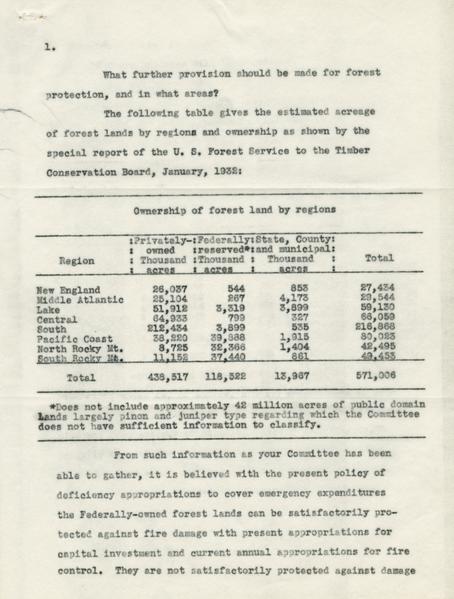 1.
What further provision should be made for forest
protection, and in what areas?
The following table gives the estimated acreage
of forest lands by regions and ownership as shown by the
special report of the U. S. Forest Service to the Timber
Conservation Board, January, 1932:
Ownership of forest land by regions
:Privately-:Federally:State, County:
: owned :reserved*:and municipal:
Region : Thousand :Thousand : Thousand : Total
: acres : acres : acres :
New England 26,037 544 853 27,434
Middle Atlantic 25,104 267 4,173 29,544
Lake 51,912 3,319 3,899 59,130
Central 64,933 799 327 66,059
South 212,434 3,899 535 216,868
Pacific Coast 38,220 39,888 1,915 80,023
North Rocky Mt. 8,725 32,366 1,404 42,495
South Rocky Mt. 11,152 37,440 861 49,453
Total 438,517 118,522 13,967 571,006
*Does not include approximately 42 million acres of public domain
lands largely pinon and juniper type regarding which the Committee
does not have sufficient information to classify.
From such information as your Committee has been
able to gather, it is believed with the present policy of
deficiency appropriations to cover emergency expenditures
the Federally-owned forest lands can be satisfactorily pro-
tected against fire damage with present appropriations for
capital investment and current annual appropriations for fire
control. They are not satisfactorily protected against damage